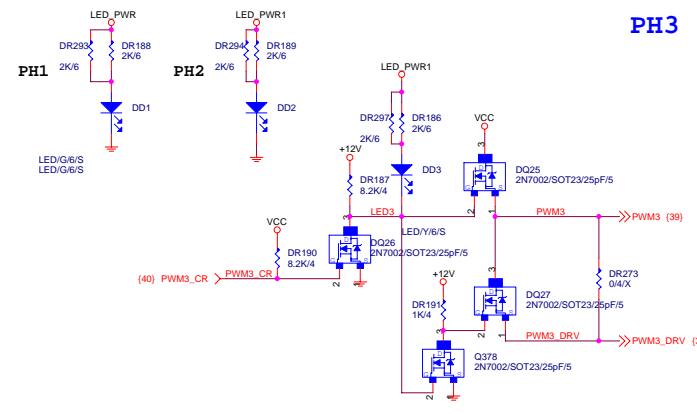 PH3
LED_PWR
LED_PWR1
DR293
DR188
2K/6
2K/6
DR294
DR189
2K/6
2K/6
PH1
PH2
DD1
DD2
LED/G/6/S
LED/G/6/S
LED_PWR1
DR297
DR186
2K/6
2K/6
DD3
LED/Y/6/S
+12V
DR187
8.2K/4
LED3
VCC
DQ25
2N7002/SOT23/25pF/5
PWM3
PWM3 {39}
VCC
DR190
8.2K/4
DQ26
2N7002/SOT23/25pF/5
{40} PWM3_CR
PWM3_CR
+12V
DR191
1K/4
DQ27
2N7002/SOT23/25pF/5
DR273
0/4/X
PWM3_DRV
PWM3_DRV
Q378
2N7002/SOT23/25pF/5